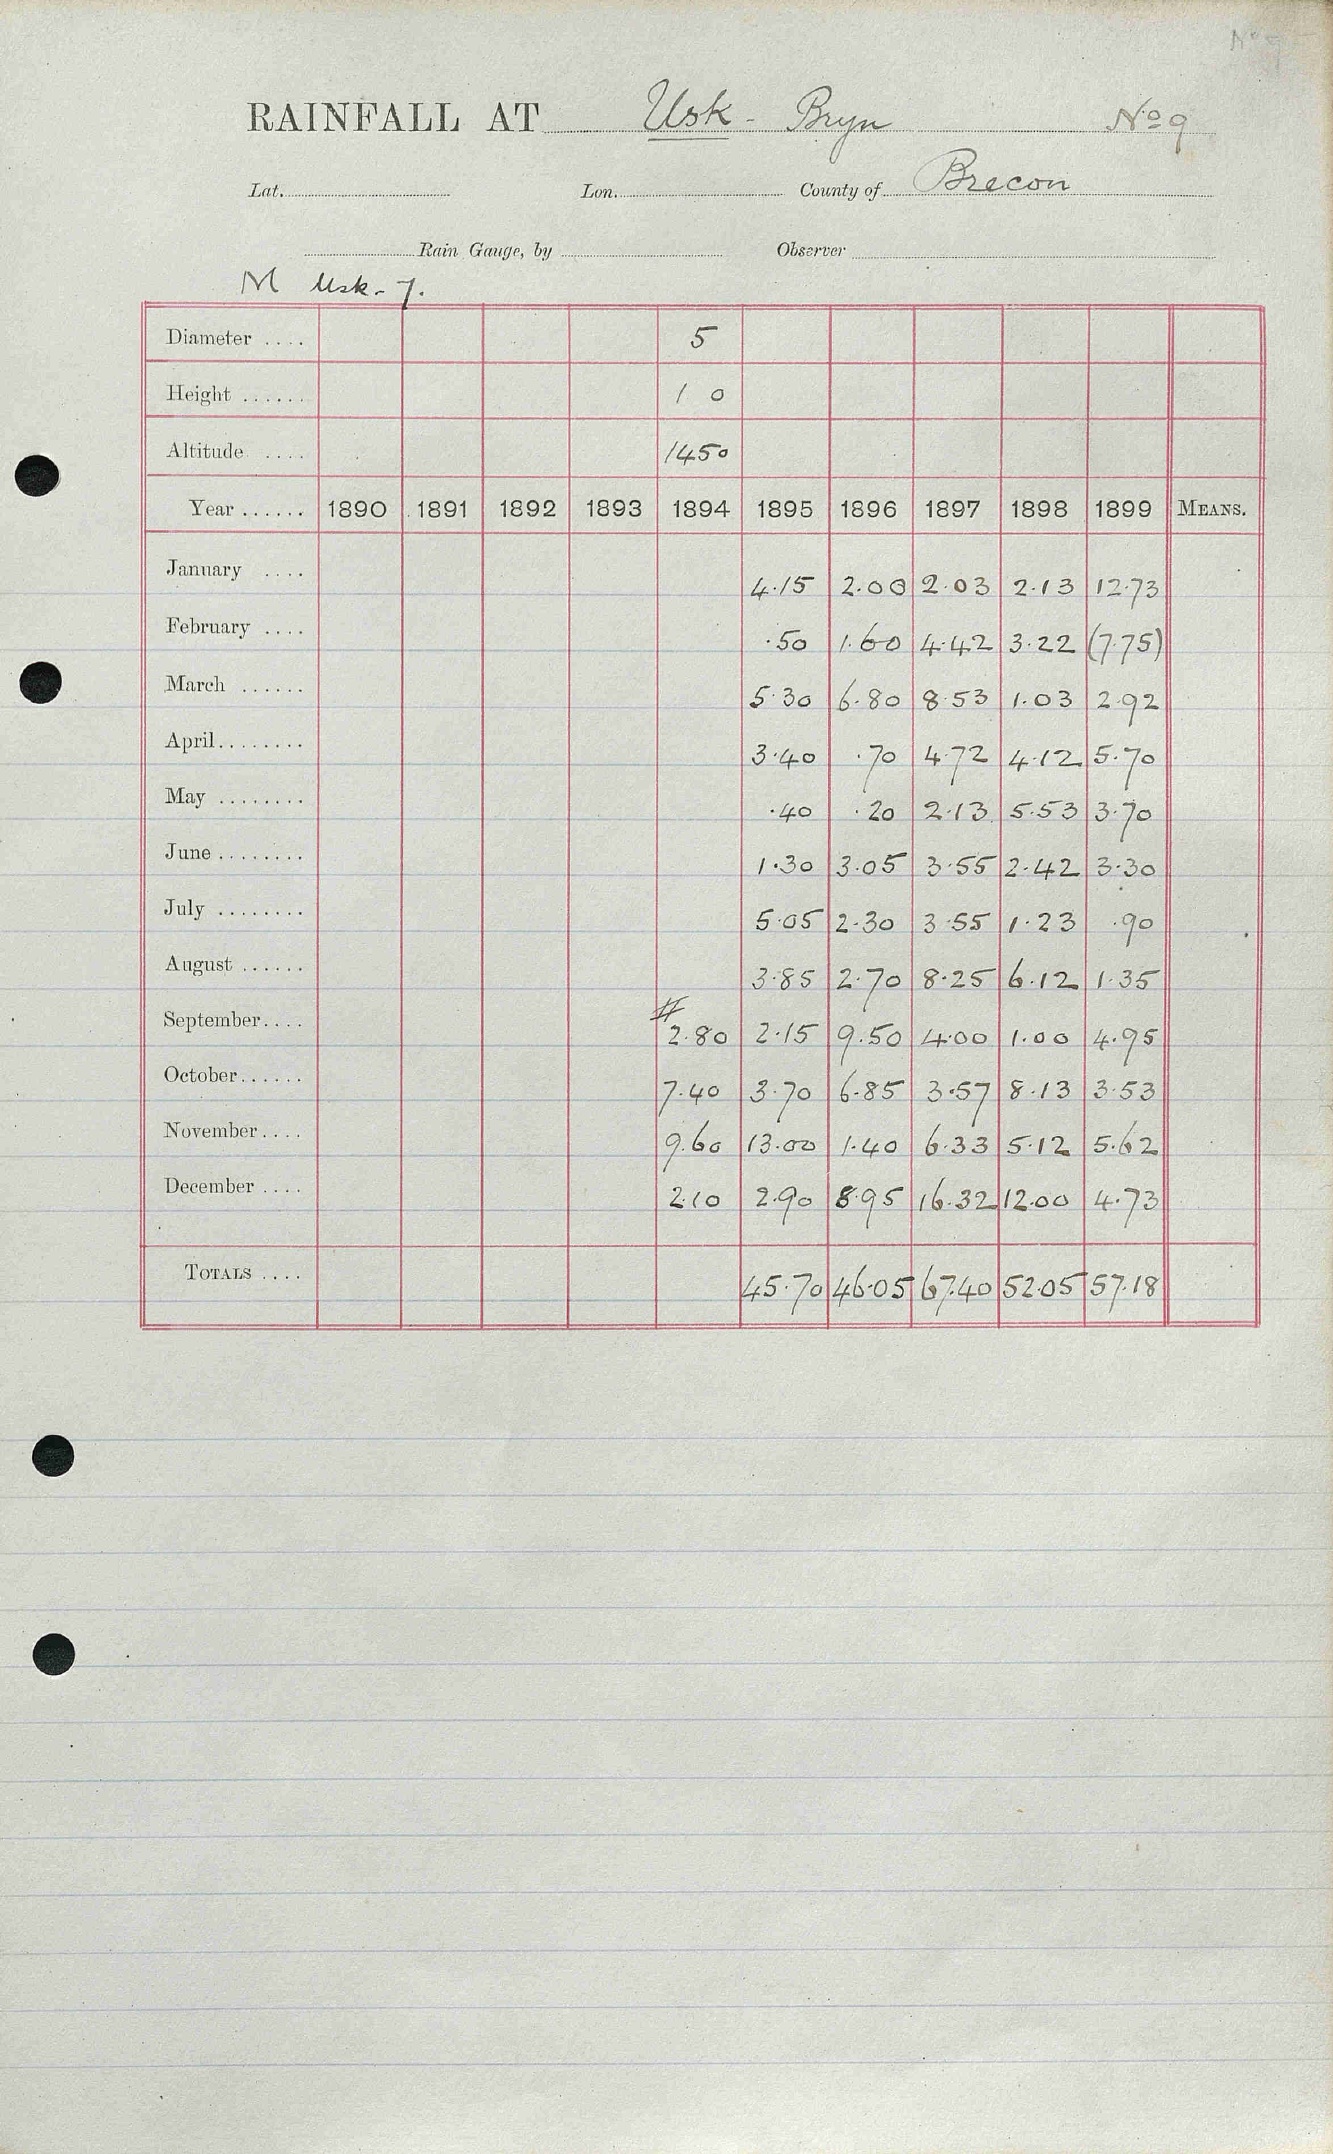 No 9
RAINFALL AT Usk - Bryn No 9
Lat. Lon. County of Brecon
Rain Gauge, by Observer
M Usk - 7.
Diameter .... 5
Height ...... 1 0
Altitude .... 1450
Year ...... 1890 1891 1892 1893 1894 1895 1896 1897 1898 1899 MEANS.
January .... 4.15 2.00 2.03 2.13 12.73
February .... .50 1.60 4.42 3.22 (7.75)
March ...... 5.30 6.80 8.53 1.03 2.92
April........ 3.40 .70 4.72 4.12 5.70
May ........ .40 .20 2.13 5.53 3.70
June ........ 1.30 3.05 3.55 2.42 3.30
July ........ 5.05 2.30 3.55 1.23 .90
August ...... 3.85 2.70 8.25 6.12 1.35
September.... # 2.80 2.15 9.50 4.00 1.00 4.95
October...... 7.40 3.70 6.85 3.57 8.13 3.53
November.... 9.60 13.00 1.40 6.33 5.12 5.62
December .... 2.10 2.90 8.95 16.32 12.00 4.73
TOTALS .... 45.70 46.05 67.40 52.05 57.18